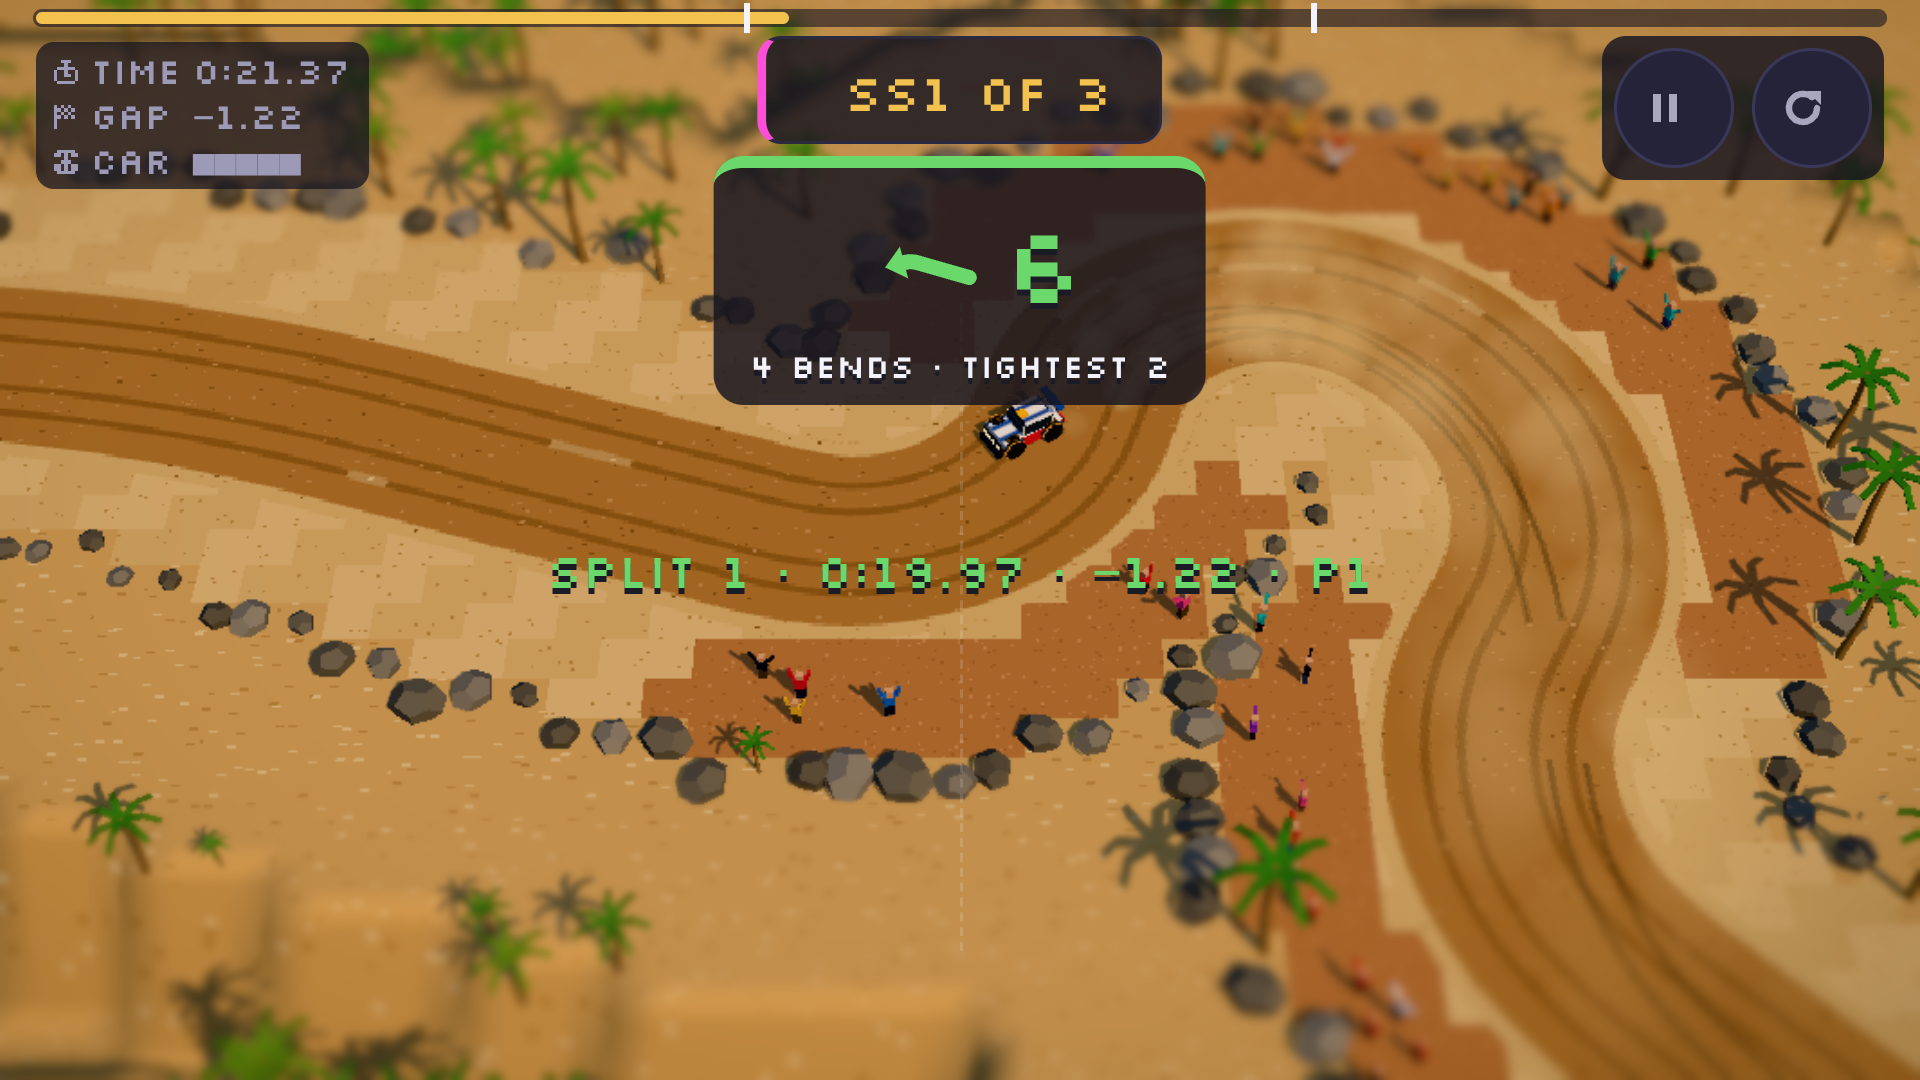 TIME 0:21.37
GAP -1.22
CAR
SS1 OF 3
6
4 BENDS · TIGHTEST 2
SPLIT 1 · 0:19.97 · -1.22 · P1